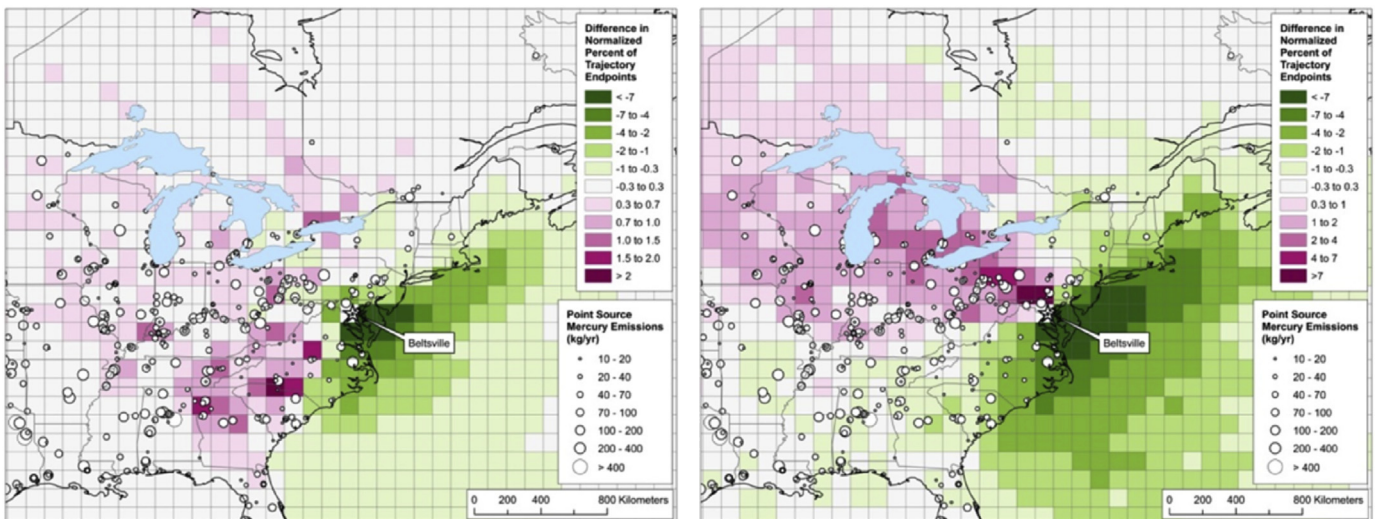 Difference in
Normalized
Percent of
Trajectory
Endpoints
< -7
-7 to -4
-4 to -2
-2 to -1
-1 to -0.3
-0.3 to 0.3
0.3 to 0.7
0.7 to 1.0
1.0 to 1.5
1.5 to 2.0
> 2
Point Source
Mercury Emissions
(kg/yr)
10 - 20
20 - 40
40 - 70
70 - 100
100 - 200
200 - 400
> 400
Beltsville
0 200 400 800 Kilometers
Difference in
Normalized
Percent of
Trajectory
Endpoints
< -7
-7 to -4
-4 to -2
-2 to -1
-1 to -0.3
-0.3 to 0.3
0.3 to 1
1 to 2
2 to 4
4 to 7
>7
Point Source
Mercury Emissions
(kg/yr)
10 - 20
20 - 40
40 - 70
70 - 100
100 - 200
200 - 400
> 400
Beltsville
0 200 400 800 Kilometers